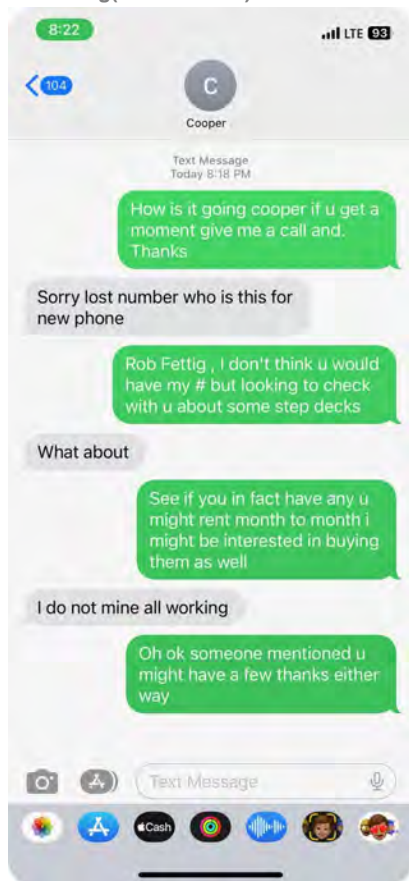 8:22
LTE 93
104
C
Cooper
Text Message
Today 8:18 PM
How is it going cooper if u get a
moment give me a call and.
Thanks
Sorry lost number who is this for
new phone
Rob Fettig , I don't think u would
have my # but looking to check
with u about some step decks
What about
See if you in fact have any u
might rent month to month i
might be interested in buying
them as well
I do not mine all working
Oh ok someone mentioned u
might have a few thanks either
way
Text Message
Cash